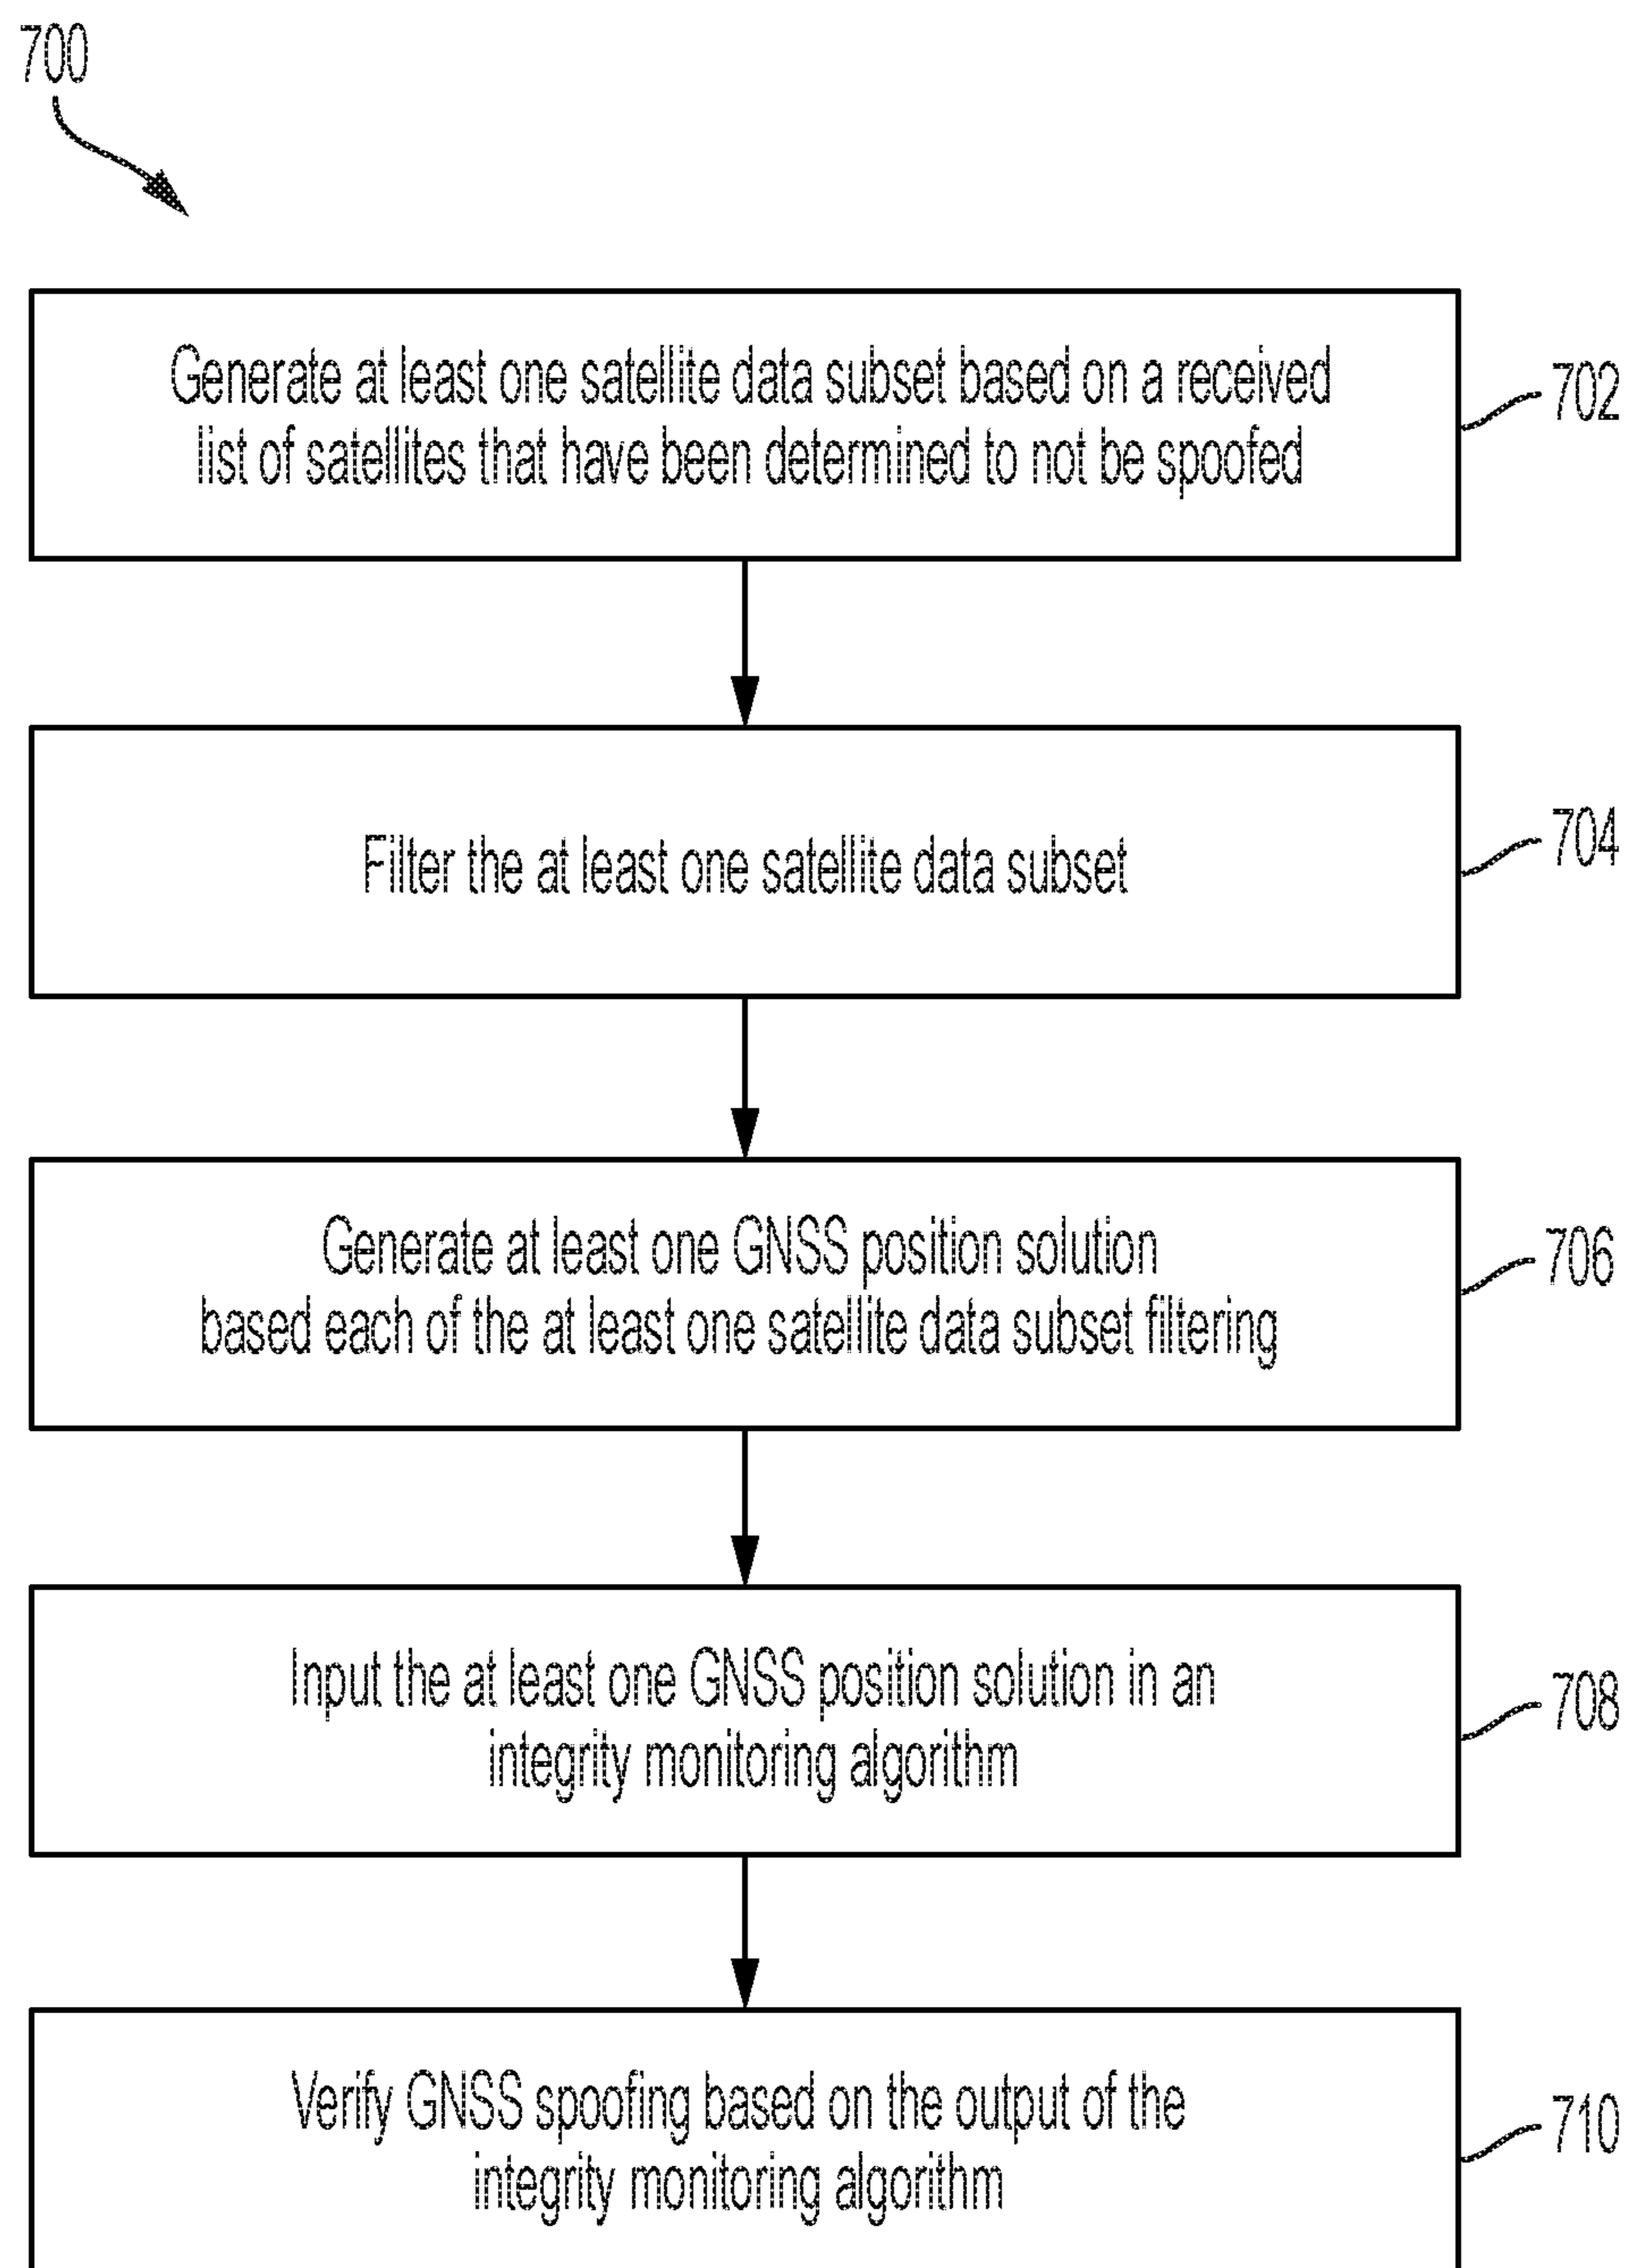 700
Generate at least one satellite data subset based on a received
list of satellites that have been determined to not be spoofed
702
Filter the at least one satellite data subset
704
Generate at least one GNSS position solution
based each of the at least one satellite data subset filtering
706
Input the at least one GNSS position solution in an
integrity monitoring algorithm
708
Verify GNSS spoofing based on the output of the
integrity monitoring algorithm
710